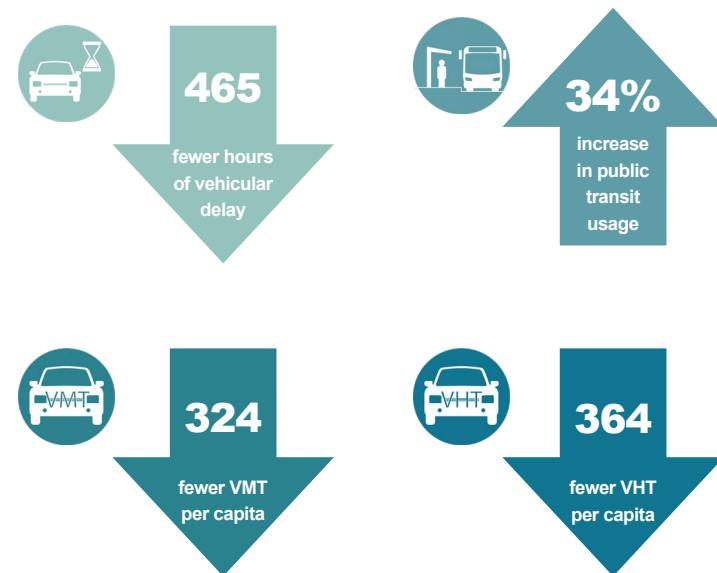 465
fewer hours
of vehicular
delay
34%
increase
in public
transit
usage
VMT
324
fewer VMT
per capita
VHT
364
fewer VHT
per capita